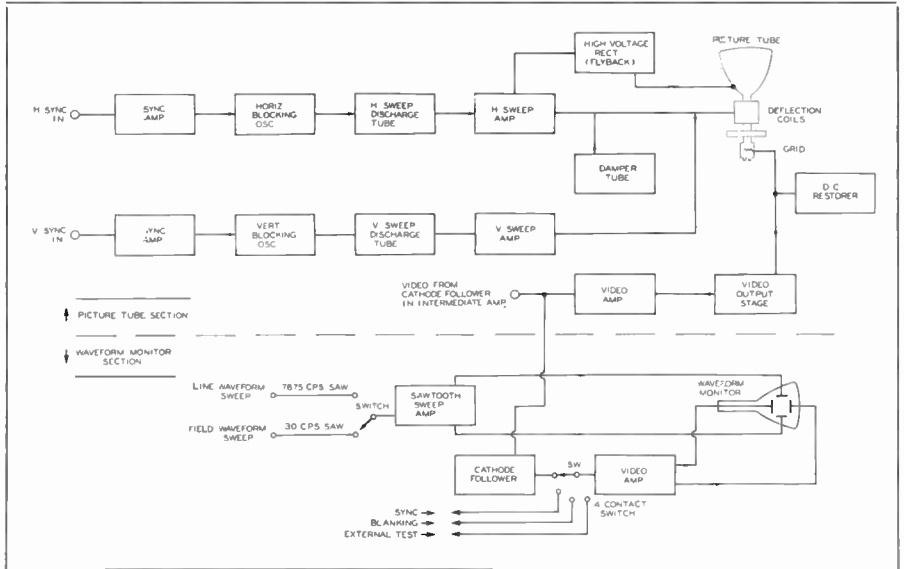 HIGH VOLTAGE
RECT
(FLYBACK)
PICTURE TUBE
H SYNC
IN
SYNC
AMP
HORIZ
BLOCKING
OSC
H SWEEP
DISCHARGE
TUBE
H SWEEP
AMP
DEFLECTION
COILS
DAMPER
TUBE
GRID
D C
RESTORER
V SYNC
IN
SYNC
AMP
VERT
BLOCKING
OSC
V SWEEP
DISCHARGE
TUBE
V SWEEP
AMP
VIDEO FROM
CATHODE FOLLOWER
IN INTERMEDIATE AMP
VIDEO
AMP
VIDEO
OUTPUT
STAGE
PICTURE TUBE SECTION
WAVEFORM MONITOR
SECTION
LINE WAVEFORM
SWEEP
7875 CPS SAW
SWITCH
SAWTOOTH
SWEEP
AMP
WAVEFORM
MONITOR
FIELD WAVEFORM
SWEEP
30 CPS SAW
CATHODE
FOLLOWER
SW
VIDEO
AMP
4 CONTACT
SWITCH
SYNC
BLANKING
EXTERNAL TEST